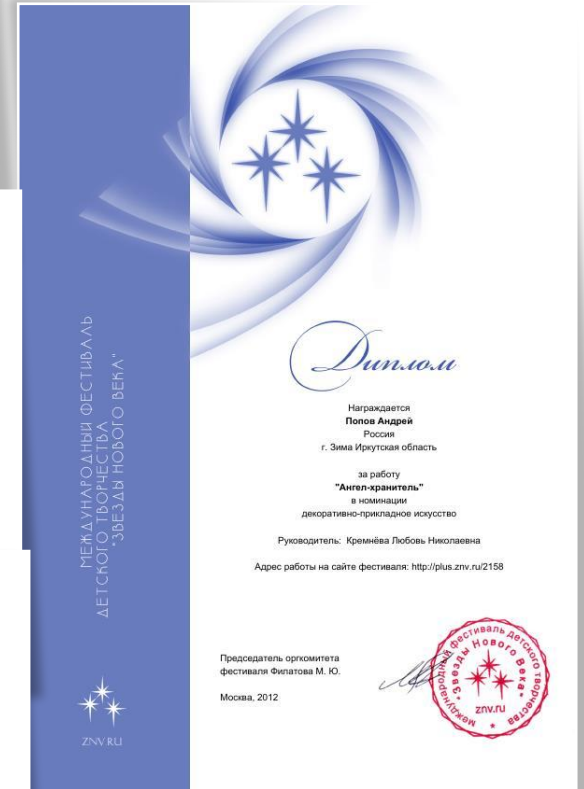 МЕЖДУНАРОДНЫЙ ФЕСТИВАЛЬ
ДЕТСКОГО ТВОРЧЕСТВА
"ЗВЕЗДЫ НОВОГО ВЕКА"
Диплом
Награждается
Попов Андрей
Россия
г. Зима Иркутская область
за работу
"Ангел-хранитель"
в номинации
декоративно-прикладное искусство
Руководитель: Кремнёва Любовь Николаевна
Адрес работы на сайте фестиваля: http://plus.znv.ru/2158
Председатель оргкомитета
фестиваля Филатова М. Ю.
Москва, 2012
международный фестиваль детского творчества
"Звезды Нового Века"
znv.ru
ZNV.RU